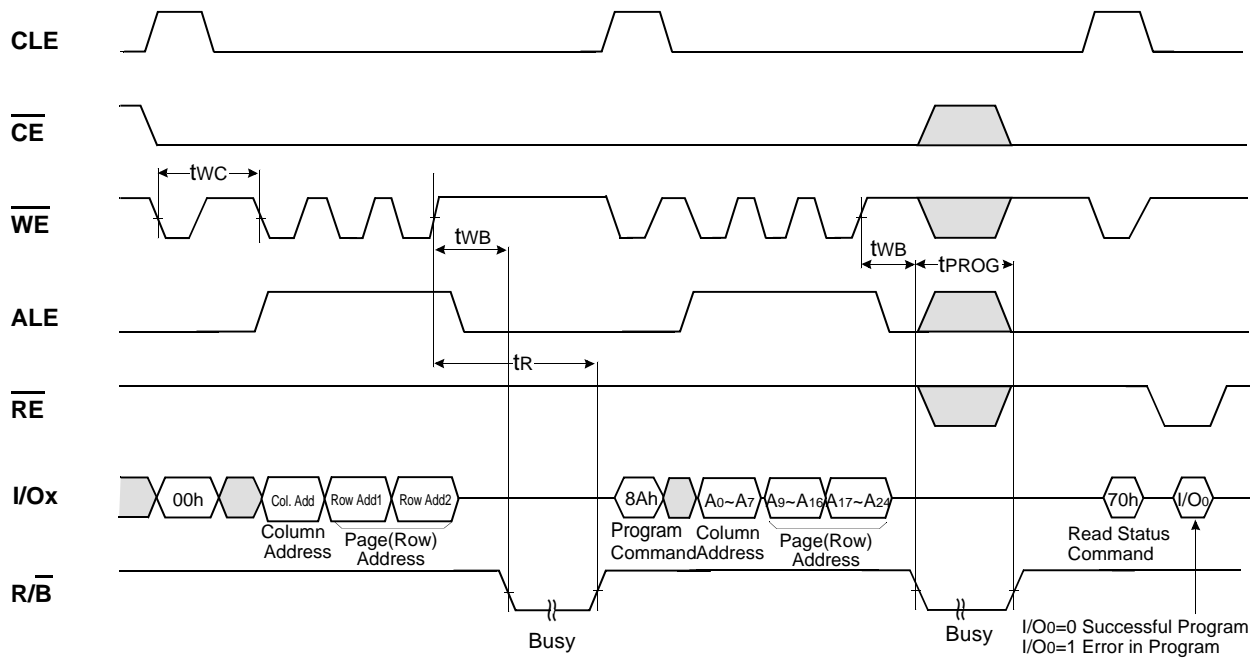 CLE
CE
tWC
WE
tWB
tWB
tPROG
ALE
tR
RE
I/Ox
00h
Col. Add
Row Add1
Row Add2
8Ah
A0~A7
A9~A16
A17~A24
70h
I/O0
Column
Address
Page(Row)
Address
Program
Command
Column
Address
Page(Row)
Address
Read Status
Command
R/B
Busy
Busy
I/O0=0 Successful Program
I/O0=1 Error in Program